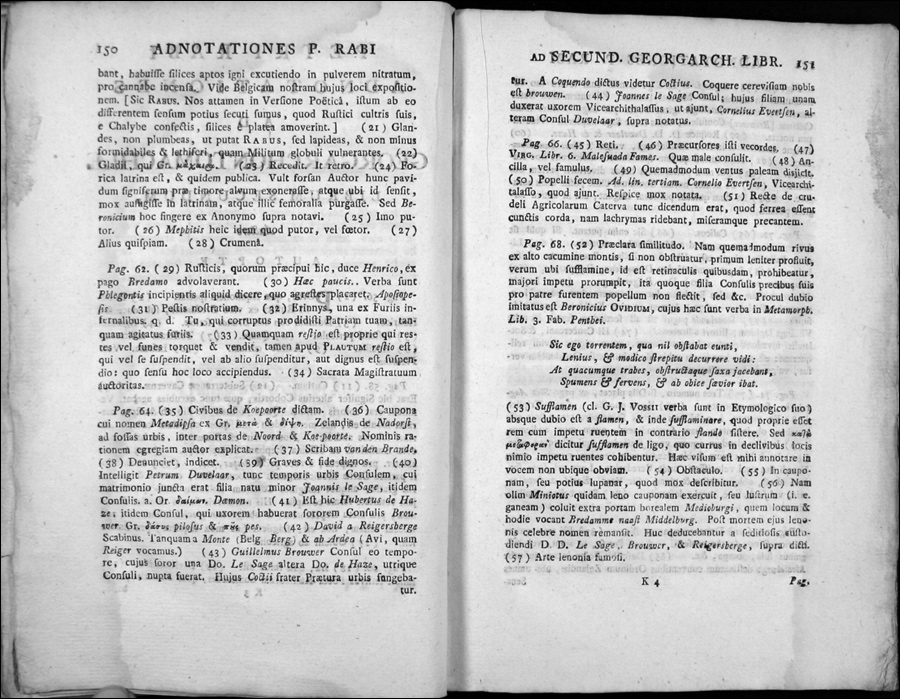 150 ADNOTATIONES P. RABI
bant, habuisse silices aptos igni excutiendo in pulverem nitratum,
pro cannabe incensa. Vide Belgicam nostram hujus loci expositio-
nem. [Sic RABUS. Nos attamen in Versione Poëticâ, istum ab eo
differentem sensum potius secuti sumus, quod Rustici cultris suis,
e Chalybe confectis, silices è plateâ amoverint.] (21) Glan-
des, non plumbeas, ut putat RABUS, sed lapideas, & non minus
formidabiles & lethiferi, quam Militum globuli vulnerantes. (22)
Gladii, qui Gr. μάχαιραι. (23) Recudit. It retro. (24) Po-
rica latrina est, & quidem publica. Vult forsan Auctor hunc pavi-
dum signiferum præ timore alvum exonerasse, atque ubi id sensit,
mox aufugisse in latrinam, atque illic femoralia purgasse. Sed Be-
ronicium hoc fingere ex Anonymo supra notavi. (25) Imo pu-
tor. (26) Mephitis heic idem quod putor, vel fœtor. (27)
Alius quispiam. (28) Crumenâ.
Pag. 62. (29) Rusticis, quorum præcipui hic, duce Henrico, ex
pago Bredamo advolaverant. (30) Hæc paucis.. Verba sunt
Phlegontis incipientis aliquid dicere quo agrestes placaret. Aposiope-
sis. (31) Pestis nostratium. (32) Erinnys, una ex Furiis in-
fernalibus. q. d. Tu, qui corruptus prodidisti Patriam tuam, tan-
quam agitatus furiis. (33) Quamquam restio est proprie qui res-
tes vel funes torquet & vendit, tamen apud PLAUTUM restio est,
qui vel se suspendit, vel ab alio suspenditur, aut dignus est suspen-
dio: quo sensu hoc loco accipiendus. (34) Sacrata Magistratuum
auctoritas.
Pag. 64. (35) Civibus de Koepoorte dictam. (36) Caupona
cui nomen Metadipsa ex Gr. μετὰ & δίψη. Zelandis de Nadorst,
ad fossas urbis, inter portas de Noord & Koe-poorte. Nominis ra-
tionem egregiam auctor explicat. (37) Scribam van den Brande.
(38) Denunciet, indicet. (39) Graves & fide dignos. (40)
Intelligit Petrum Duvelaar, tunc temporis urbis Consulem, cui
matrimonio juncta erat filia natu minor Joannis le Sage, itidem
Consulis. a. Or. δαίμων. Dæmon. (41) Est hic Hubertus de Ha-
ze, itidem Consul, qui uxorem habuerat sororem Consulis Brou-
wer Gr. δασὺς pilosus & πῆς pes. (42) David a Reigersberge
Scabinus. Tanquam a Monte (Belg Berg) & ab Ardea (Avi, quam
Reiger vocamus.) (43) Guilielmus Brouwer Consul eo tempo-
re, cujus soror una Do. Le Sage altera Do. de Haze, utrique
Consuli, nupta fuerat. Hujus Coctii frater Prætura urbis fungeba-
tur.
AD SECUND. GEORGARCH. LIBR. 151
tur. A Coquendo dictus videtur Coctius. Coquere cerevisiam nobis
est brouwen. (44) Joannes le Sage Consul; hujus filiam unam
duxerat uxorem Vicearchithalassus, ut ajunt, Cornelius Evertsen, al-
teram Consul Duvelaar, supra notatus.
Pag. 66. (45) Reti. (46) Præcursores isti vecordes. (47)
VIRG. Libr. 6. Malesuada Fames. Quæ male consulit. (48) An-
cilla, vel famulus. (49) Quemadmodum ventus paleam disjicit.
(50) Popelli fecem. Ad. lin. tertiam. Cornelio Evertsen, Vicearchi-
talasso, quod ajunt. Respice mox notata. (51) Recte de cru-
deli Agricolarum Caterva tunc dicendum erat, quod ferrea essent
cunctis corda, nam lachrymas ridebant, miseramque precantem.
Pag. 68. (52) Præclara similitudo. Nam quemadmodum rivus
ex alto cacumine montis, si non obstruatur, primum leniter profluit,
verum ubi sufflamine, id est retinaculis quibusdam, prohibeatur,
majori impetu prorumpit, ita quoque filia Consulis precibus suis
pro patre furentem popellum non flectit, sed &c. Procul dubio
imitatus est Beronicius OVIDIUM, cujus hæc sunt verba in Metamorph.
Lib. 3. Fab. Penthei.
Sic ego torrentem, qua nil obstabat eunti,
Lenius, & modico strepitu decurrere vidi:
At quacumque trabes, obstructaque saxa jacebant,
Spumens & fervens, & ab obice sævior ibat.
(53) Sufflamen (cl. G. J. VOSSII verba sunt in Etymologico suo)
absque dubio est a flamen, & inde sufflaminare, quod proprie esset
rem cum impetu ruentem in contrario flando sistere. Sed καθ᾽
μεταφορὰν dicitur sufflamen de ligo, quo currus in declivibus locis
nimio impetu ruentes cohibentur. Hæc visum est mihi annotare in
vocem non ubique obviam. (54) Obstaculo. (55) In caupo-
nam, seu potius lupanar, quod mox describitur. (56) Nam
olim Miniotus quidam leno cauponam exercuit, seu lustrum (i. e.
ganeam) coluit extra portam borealem Medioburgi, quem locum &
hodie vocant Bredamme naast Middelburg. Post mortem ejus leno-
nis celebre nomen remansit. Huc deducebantur a seditiosis custo-
diendi D. D. Le Sage, Brouwer, & Reigersberge, supra dicti.
(57) Arte lenonia famosi.
K 4 Pag.